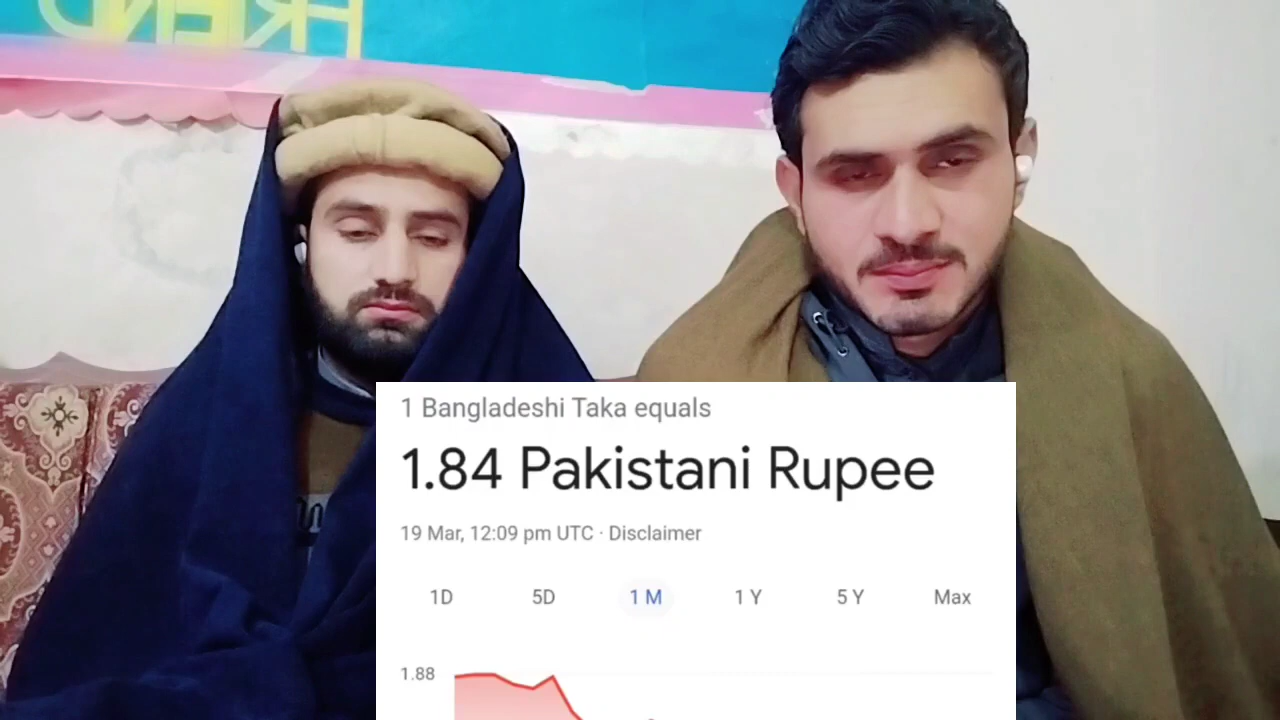 FRIEND
1 Bangladeshi Taka equals
1.84 Pakistani Rupee
19 Mar, 12:09 pm UTC · Disclaimer
1D 5D 1 M 1 Y 5 Y Max
1.88